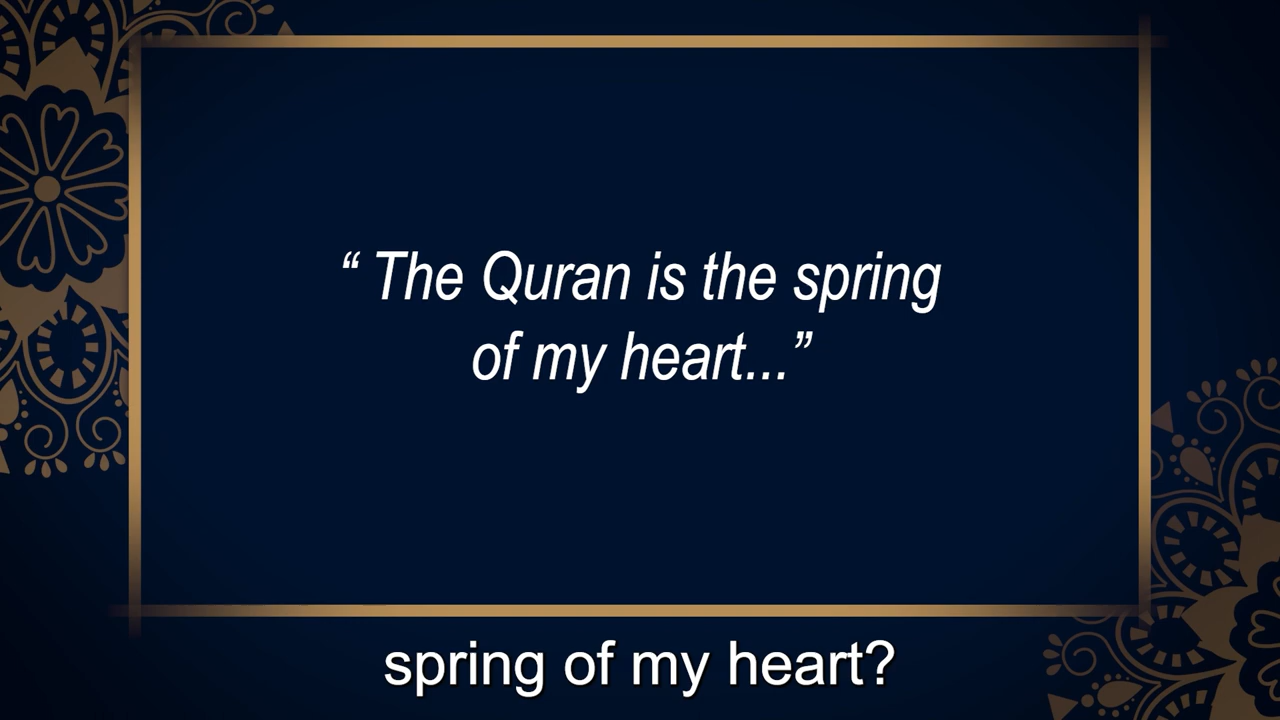 “ The Quran is the spring
of my heart...”
spring of my heart?